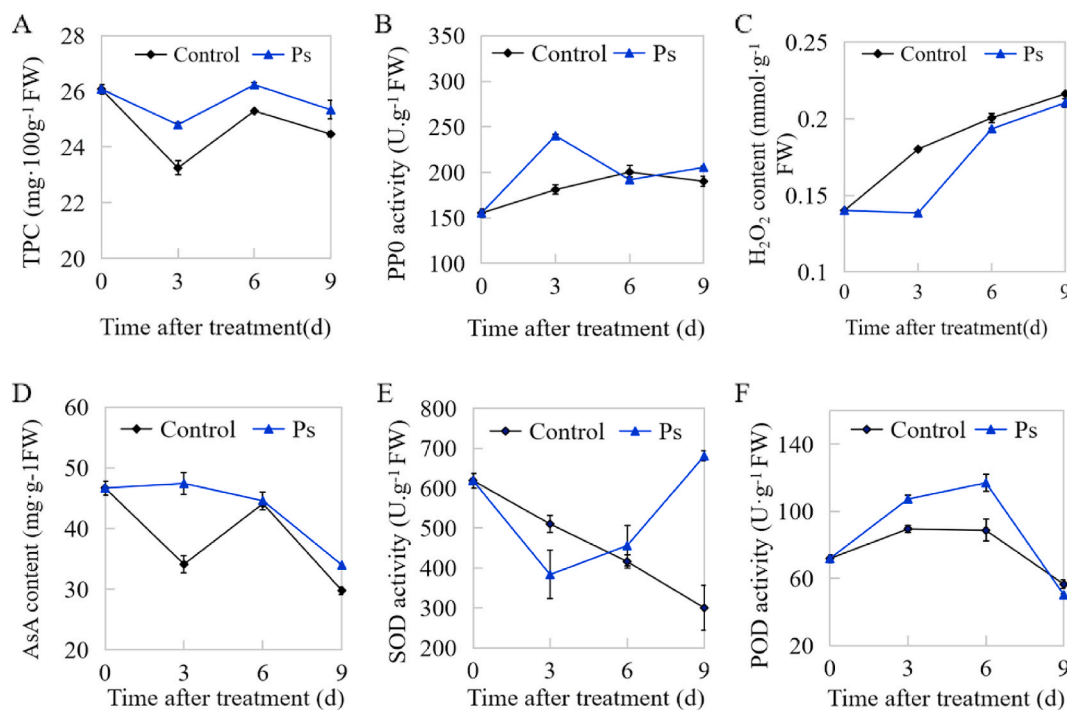 A
28
26
24
22
20
TPC (mg·100g⁻¹ FW)
Control Ps
0 3 6 9
Time after treatment(d)
B
350
300
250
200
150
100
PP0 activity (U.g⁻¹ FW)
Control Ps
0 3 6 9
Time after treatment (d)
C
0.25
0.2
0.15
0.1
H₂O₂ content (mmol·g⁻¹
FW)
Control Ps
0 3 6 9
Time after treatment(d)
D
60
50
40
30
20
AsA content (mg·g-1FW)
Control Ps
0 3 6 9
Time after treatment (d)
E
800
700
600
500
400
300
200
SOD activity (U.g⁻¹ FW)
Control Ps
0 3 6 9
Time after treatment (d)
F
140
100
60
20
POD activity (U·g⁻¹ FW)
Control Ps
0 3 6 9
Time after treatment (d)